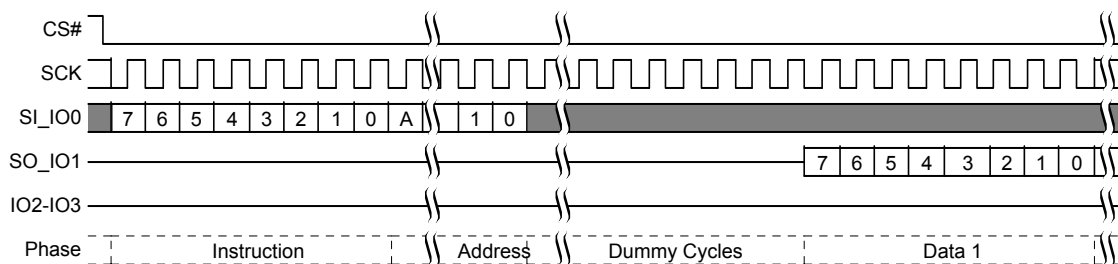 CS#
SCK
SI_IO0 7 6 5 4 3 2 1 0 A 1 0
SO_IO1 7 6 5 4 3 2 1 0
IO2-IO3
Phase Instruction Address Dummy Cycles Data 1